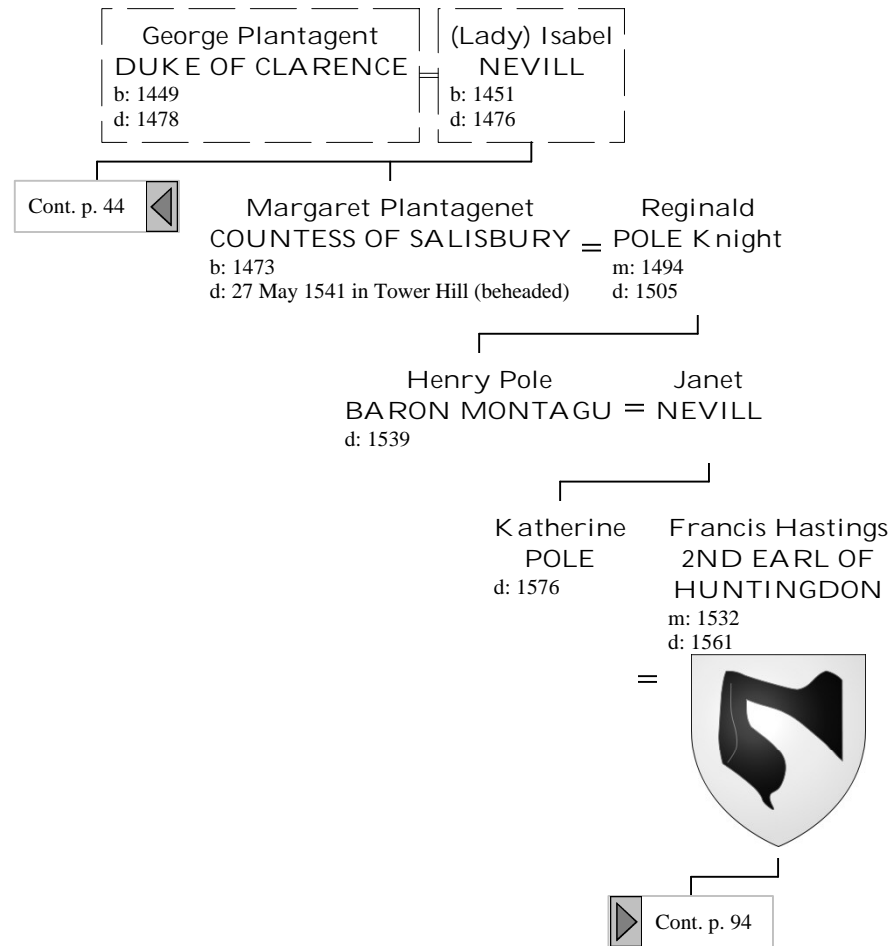 George Plantagent
DUKE OF CLARENCE
b: 1449
d: 1478
=
(Lady) Isabel
NEVILL
b: 1451
d: 1476
Cont. p. 44
Margaret Plantagenet
COUNTESS OF SALISBURY
b: 1473
d: 27 May 1541 in Tower Hill (beheaded)
=
Reginald
POLE Knight
m: 1494
d: 1505
Henry Pole
BARON MONTAGU
d: 1539
=
Janet
NEVILL
Katherine
POLE
d: 1576
=
Francis Hastings
2ND EARL OF
HUNTINGDON
m: 1532
d: 1561
Cont. p. 94